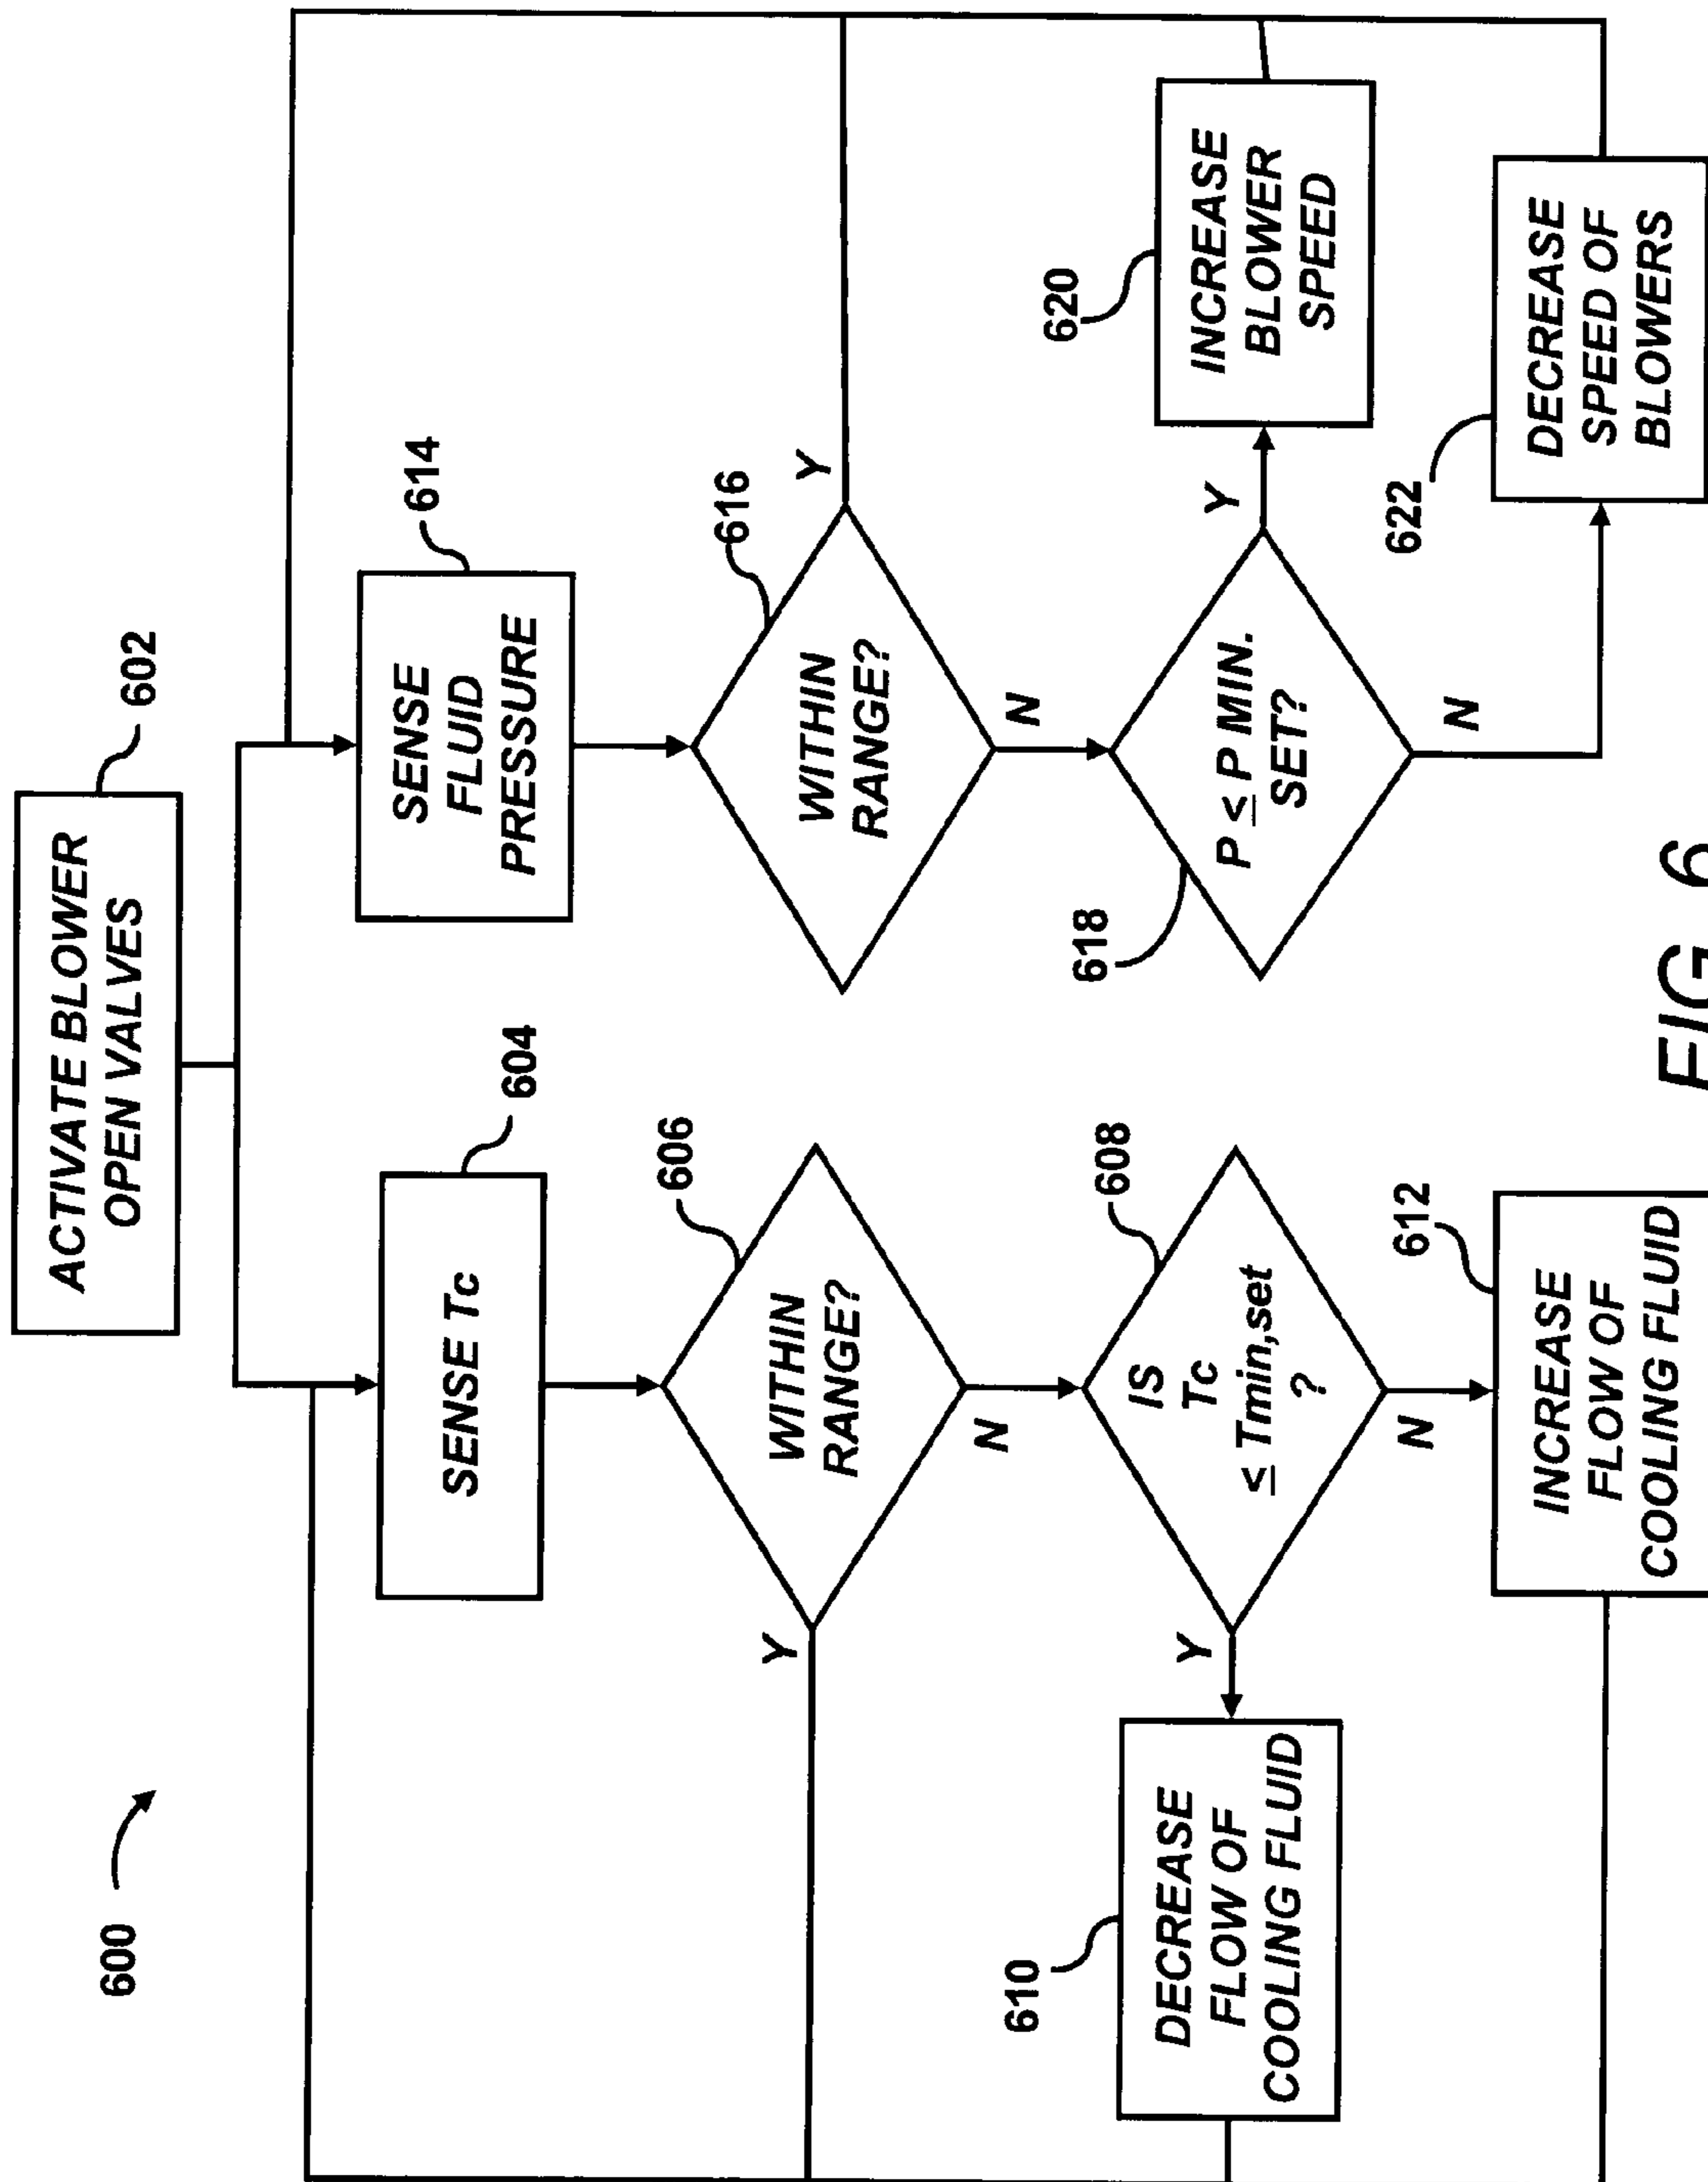 600
ACTIVATE BLOWER
OPEN VALVES
602
SENSE Tc
604
WITHIN
RANGE?
606
Y
N
IS
Tc
≤ Tmin,set
?
608
Y
N
DECREASE
FLOW OF
COOLING FLUID
610
INCREASE
FLOW OF
COOLING FLUID
612
SENSE
FLUID
PRESSURE
614
WITHIN
RANGE?
616
Y
N
P ≤ P MIN.
SET?
618
Y
N
INCREASE
BLOWER
SPEED
620
DECREASE
SPEED OF
BLOWERS
622
FIG. 6